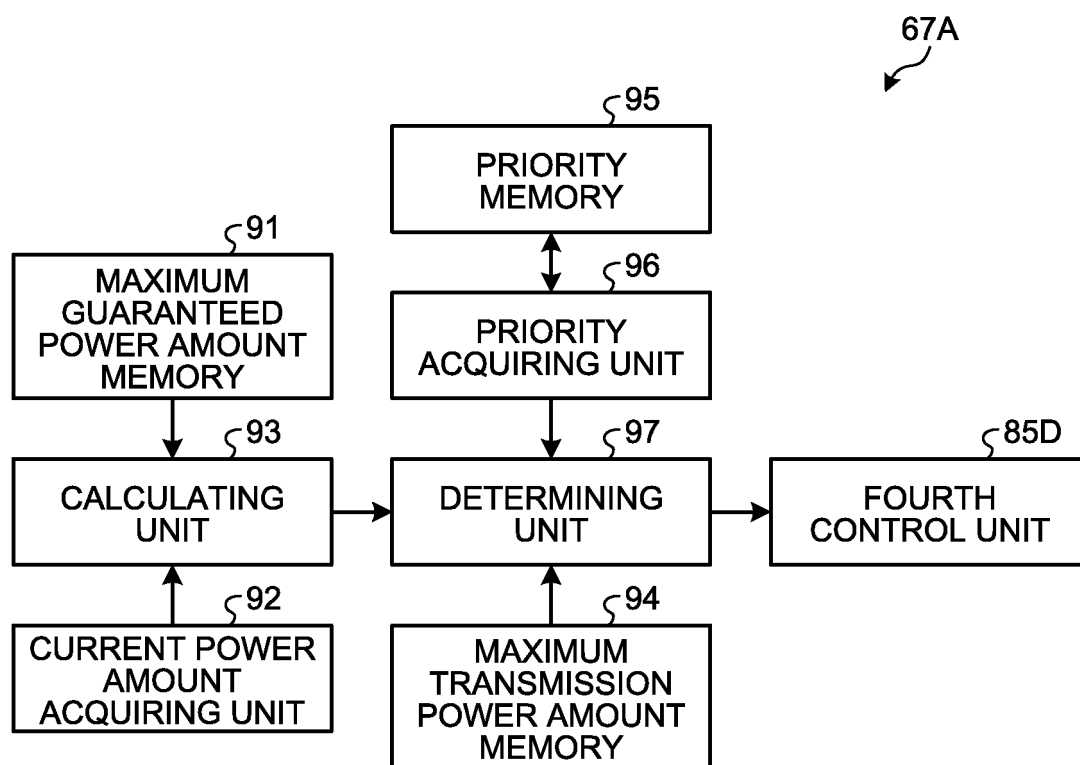 67A
95
PRIORITY
MEMORY
91
MAXIMUM
GUARANTEED
POWER AMOUNT
MEMORY
96
PRIORITY
ACQUIRING UNIT
93
CALCULATING
UNIT
97
DETERMINING
UNIT
85D
FOURTH
CONTROL UNIT
92
CURRENT POWER
AMOUNT
ACQUIRING UNIT
94
MAXIMUM
TRANSMISSION
POWER AMOUNT
MEMORY